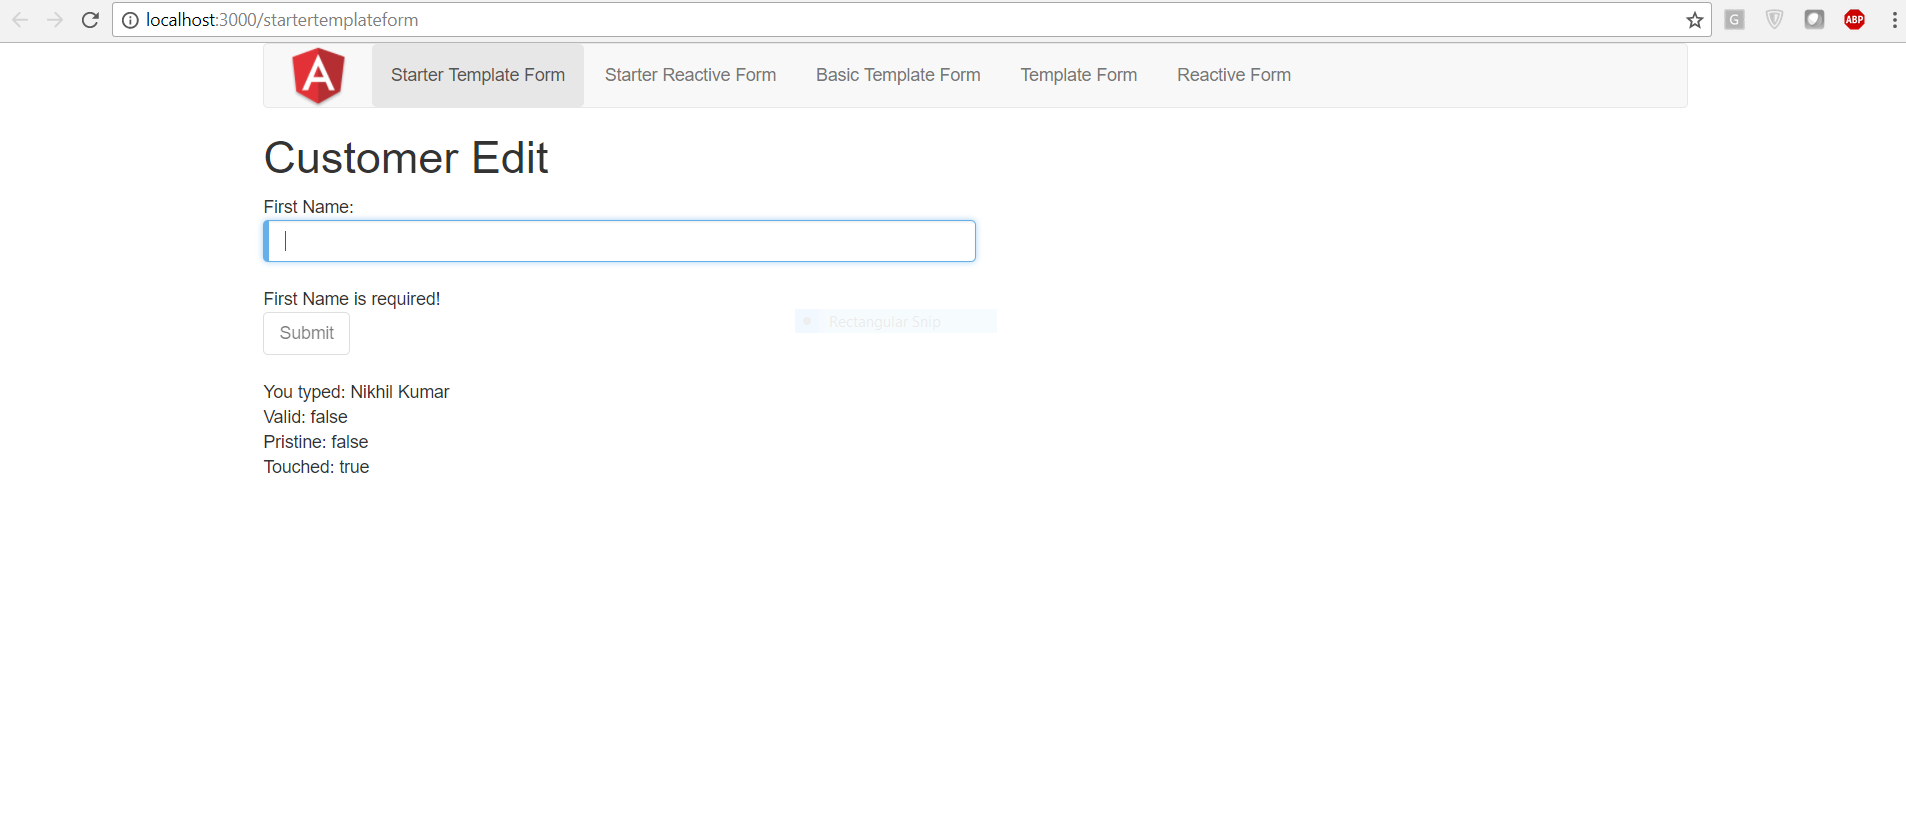 localhost:3000/startertemplateform
G
ABP
A
Starter Template Form Starter Reactive Form Basic Template Form Template Form Reactive Form
Customer Edit
First Name:
First Name is required!
Rectangular Snip
Submit
You typed: Nikhil Kumar
Valid: false
Pristine: false
Touched: true